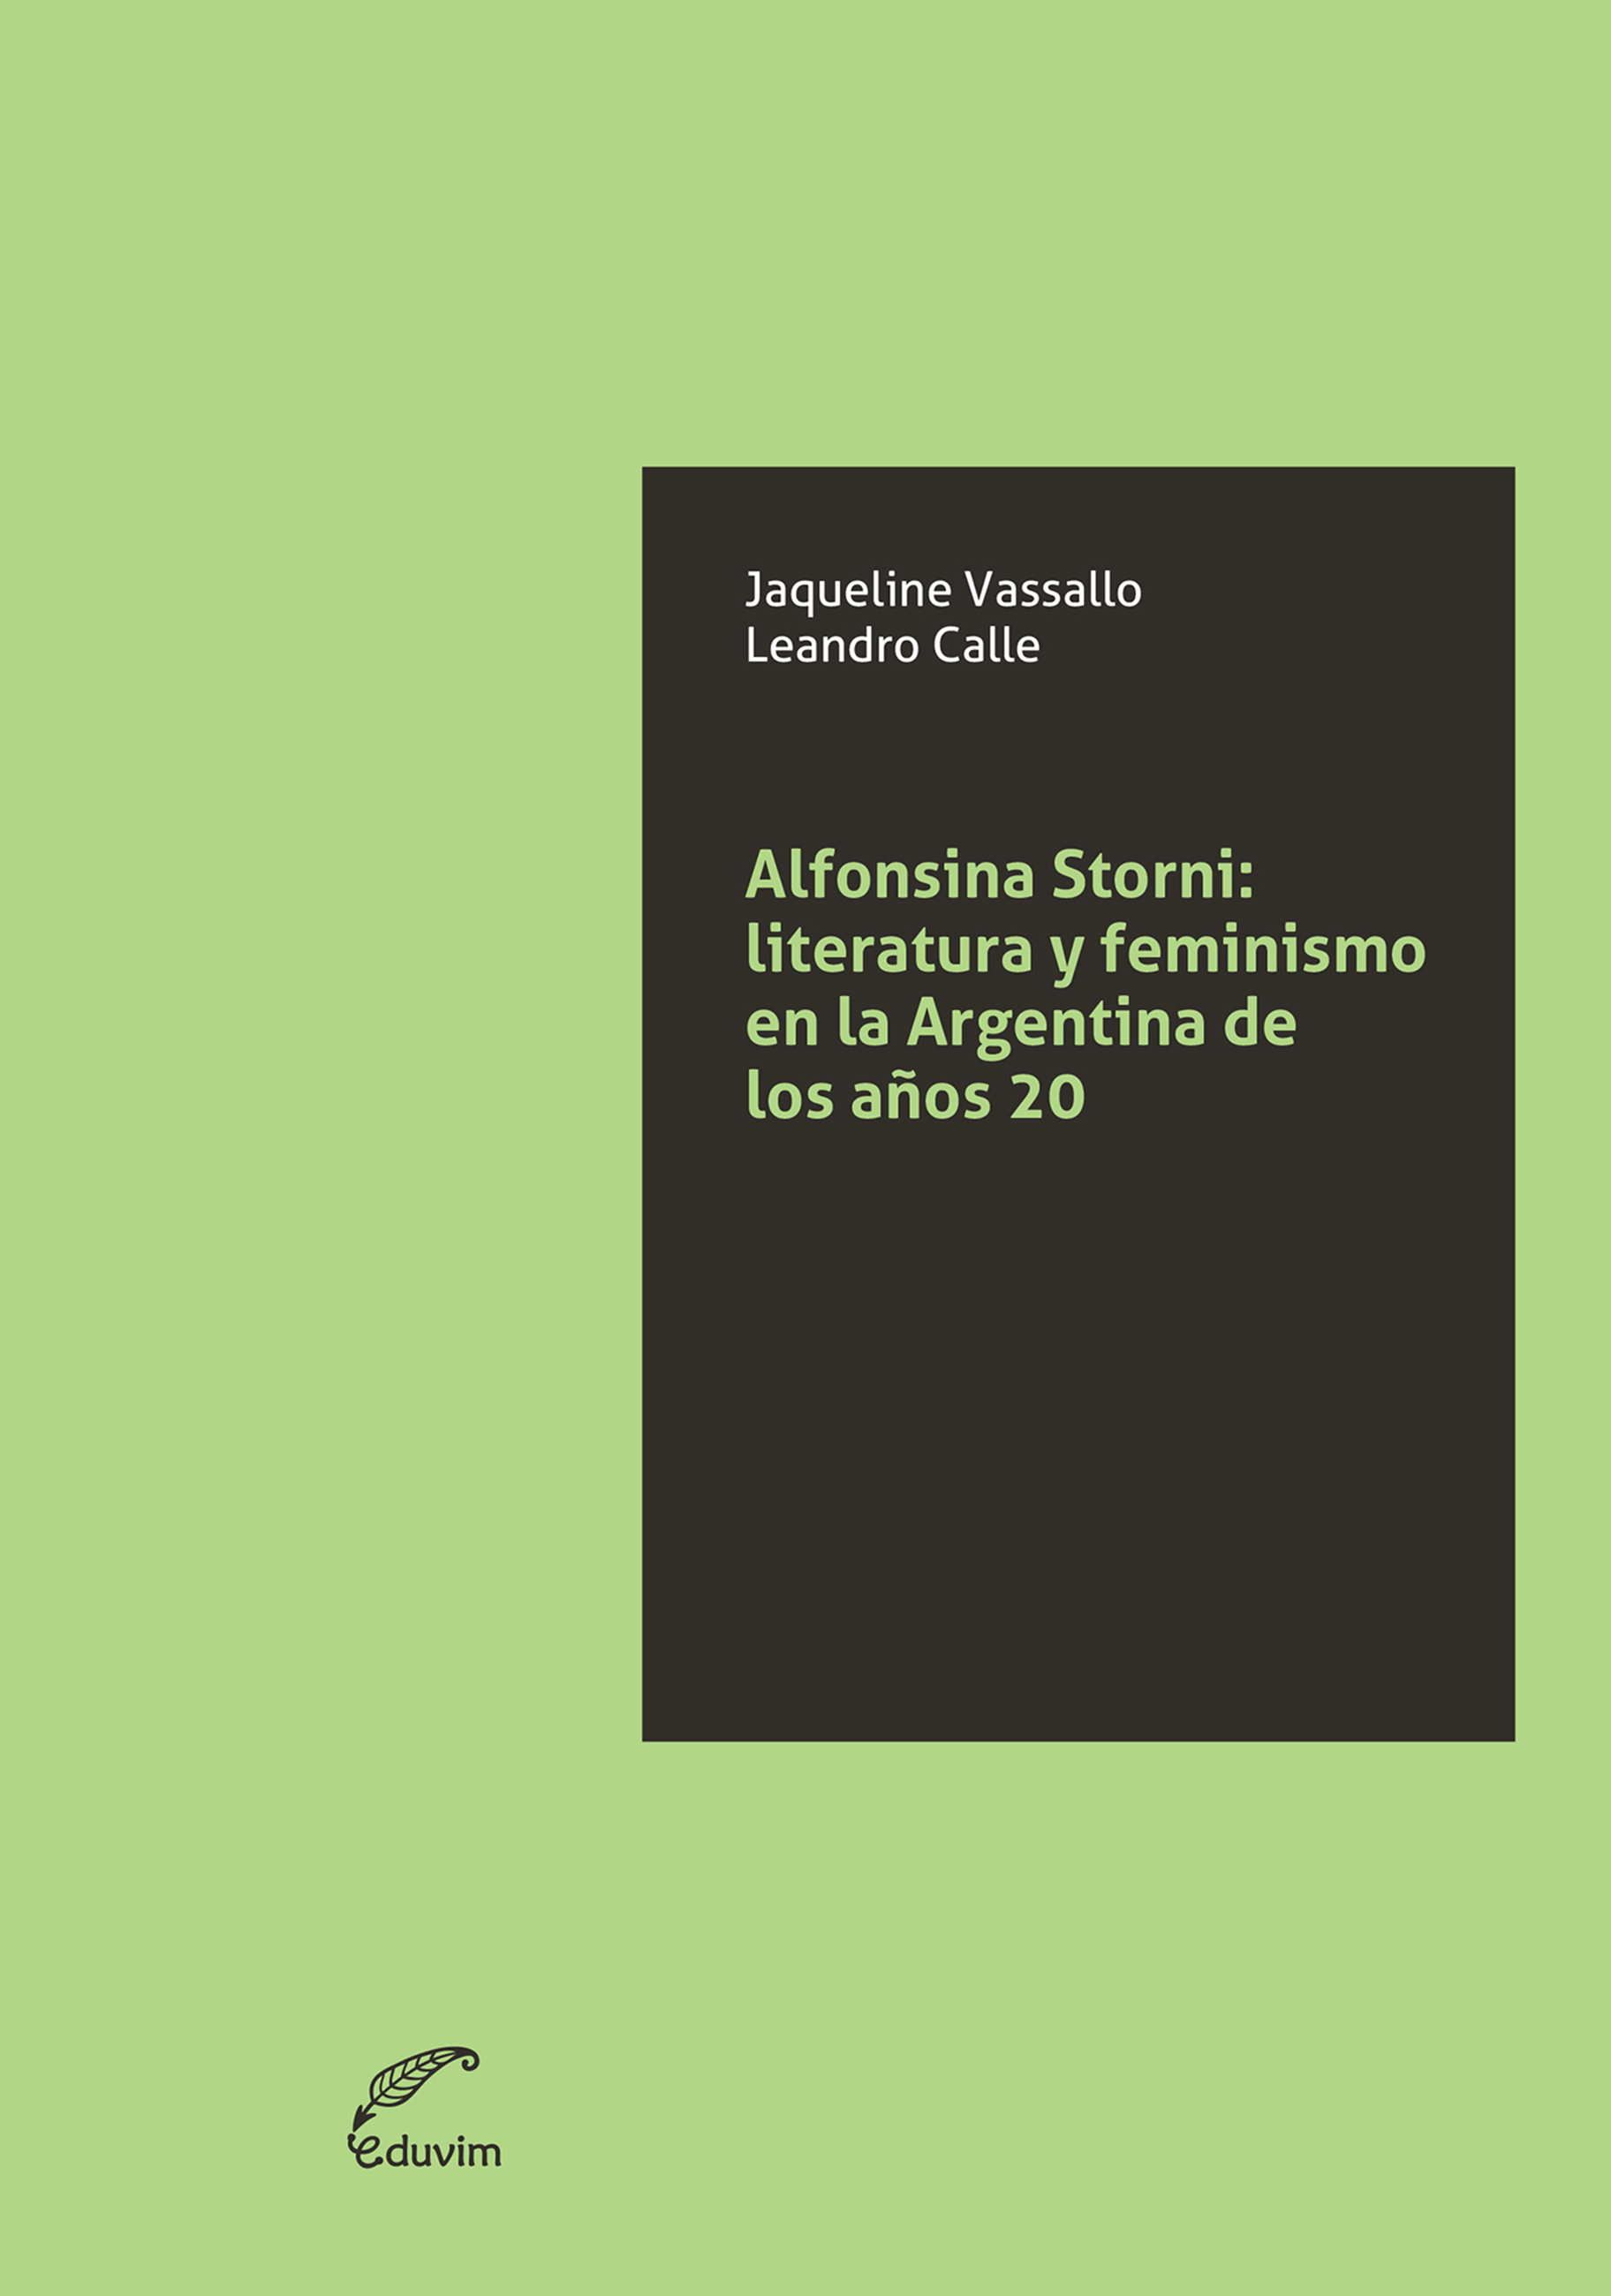 Jaqueline Vassallo
Leandro Calle
Alfonsina Storni:
literatura y feminismo
en la Argentina de
los años 20
eduvim